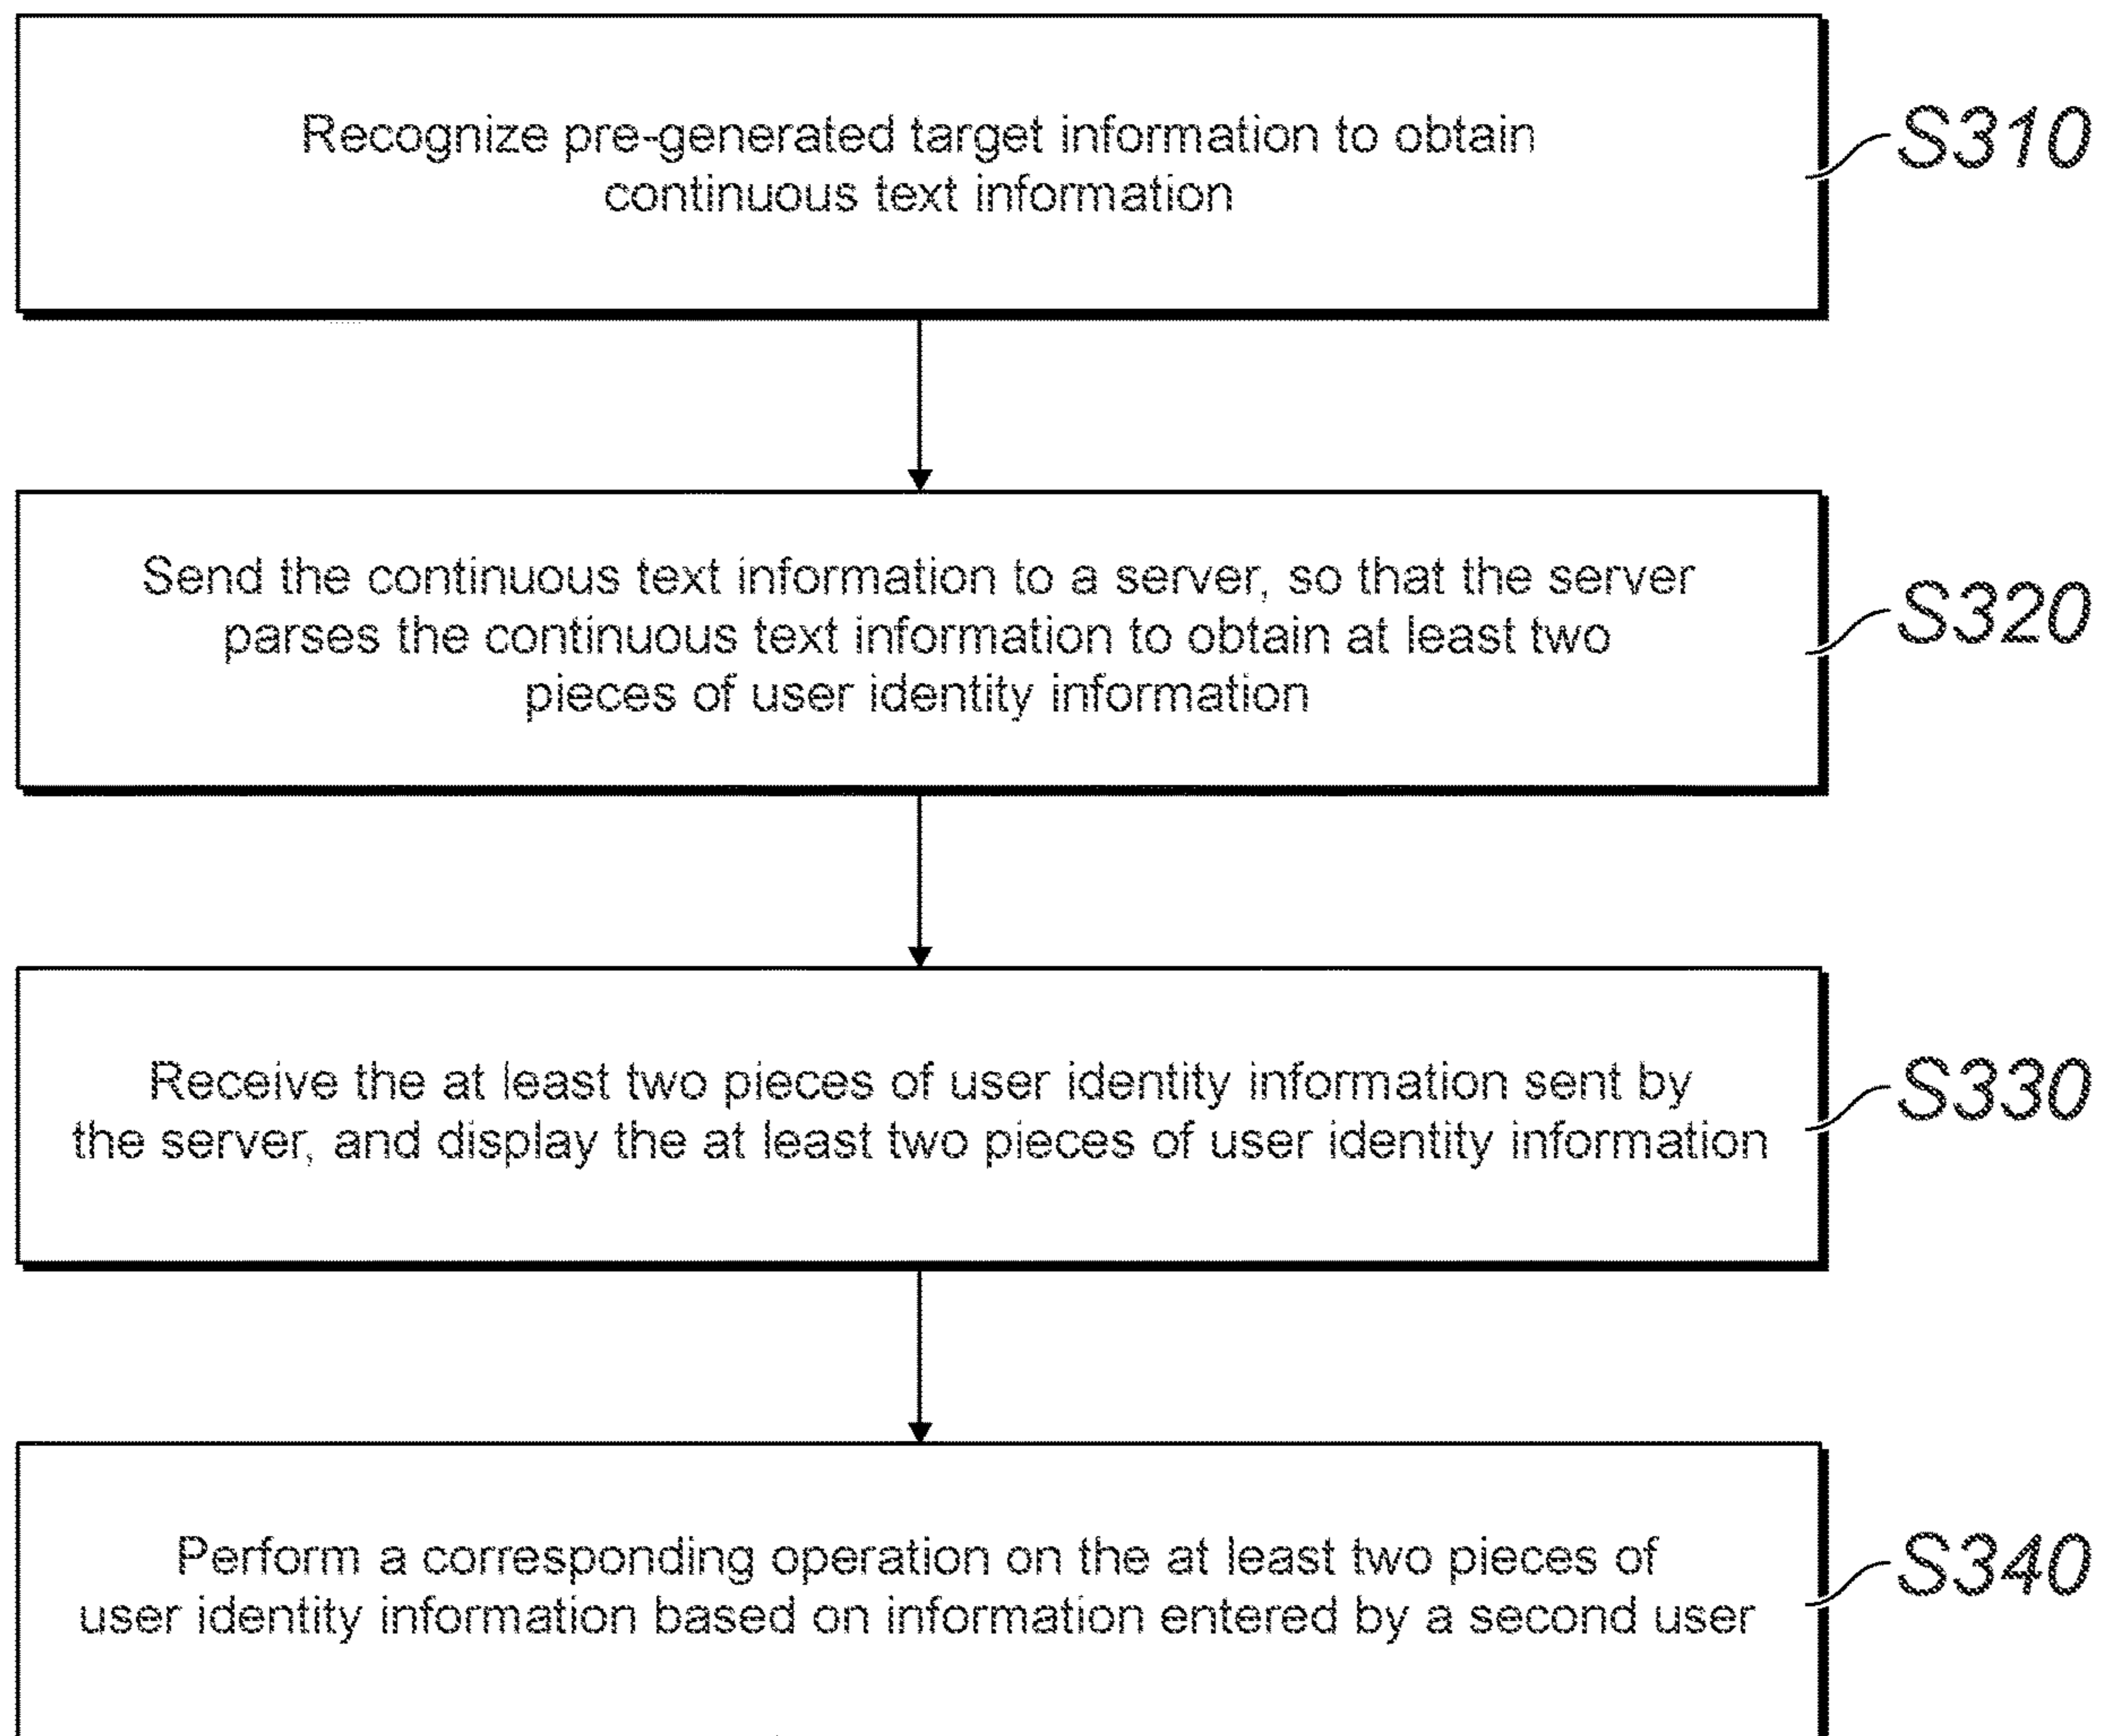 Recognize pre-generated target information to obtain
continuous text information
S310
Send the continuous text information to a server, so that the server
parses the continuous text information to obtain at least two
pieces of user identity information
S320
Receive the at least two pieces of user identity information sent by
the server, and display the at least two pieces of user identity information
S330
Perform a corresponding operation on the at least two pieces of
user identity information based on information entered by a second user
S340